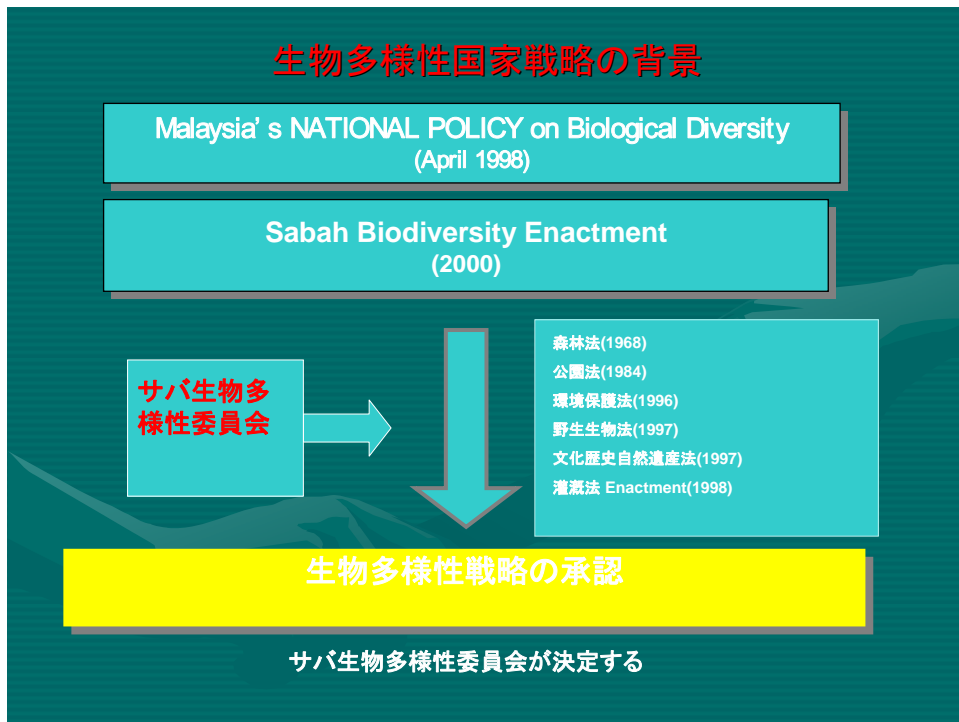 生物多様性国家戦略の背景
Malaysia’ s NATIONAL POLICY on Biological Diversity
(April 1998)
Sabah Biodiversity Enactment
(2000)
サバ生物多
様性委員会
森林法(1968)
公園法(1984)
環境保護法(1996)
野生生物法(1997)
文化歴史自然遺産法(1997)
灌漑法 Enactment(1998)
生物多様性戦略の承認
サバ生物多様性委員会が決定する